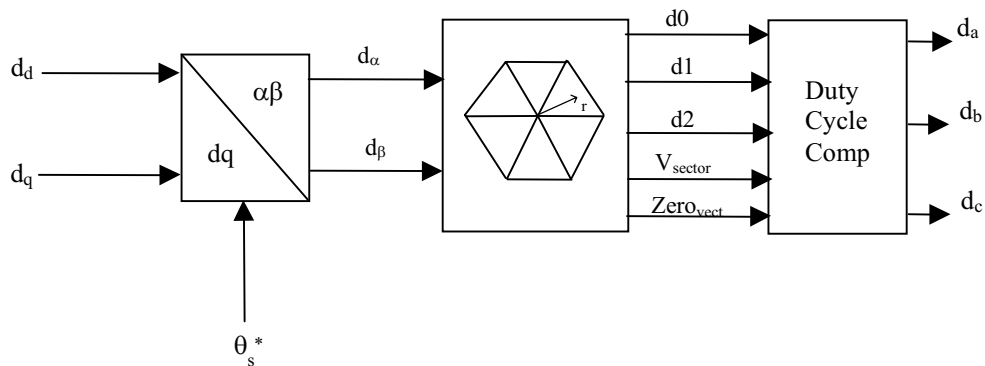 d_d
d_q
αβ
dq
θ_s*
d_α
d_β
r
d0
d1
d2
V_sector
Zero_vect
Duty
Cycle
Comp
d_a
d_b
d_c